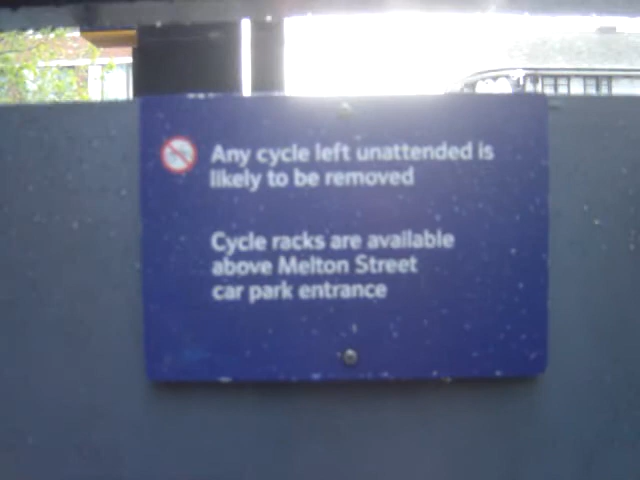 Any cycle left unattended is
likely to be removed
Cycle racks are available
above Melton Street
car park entrance